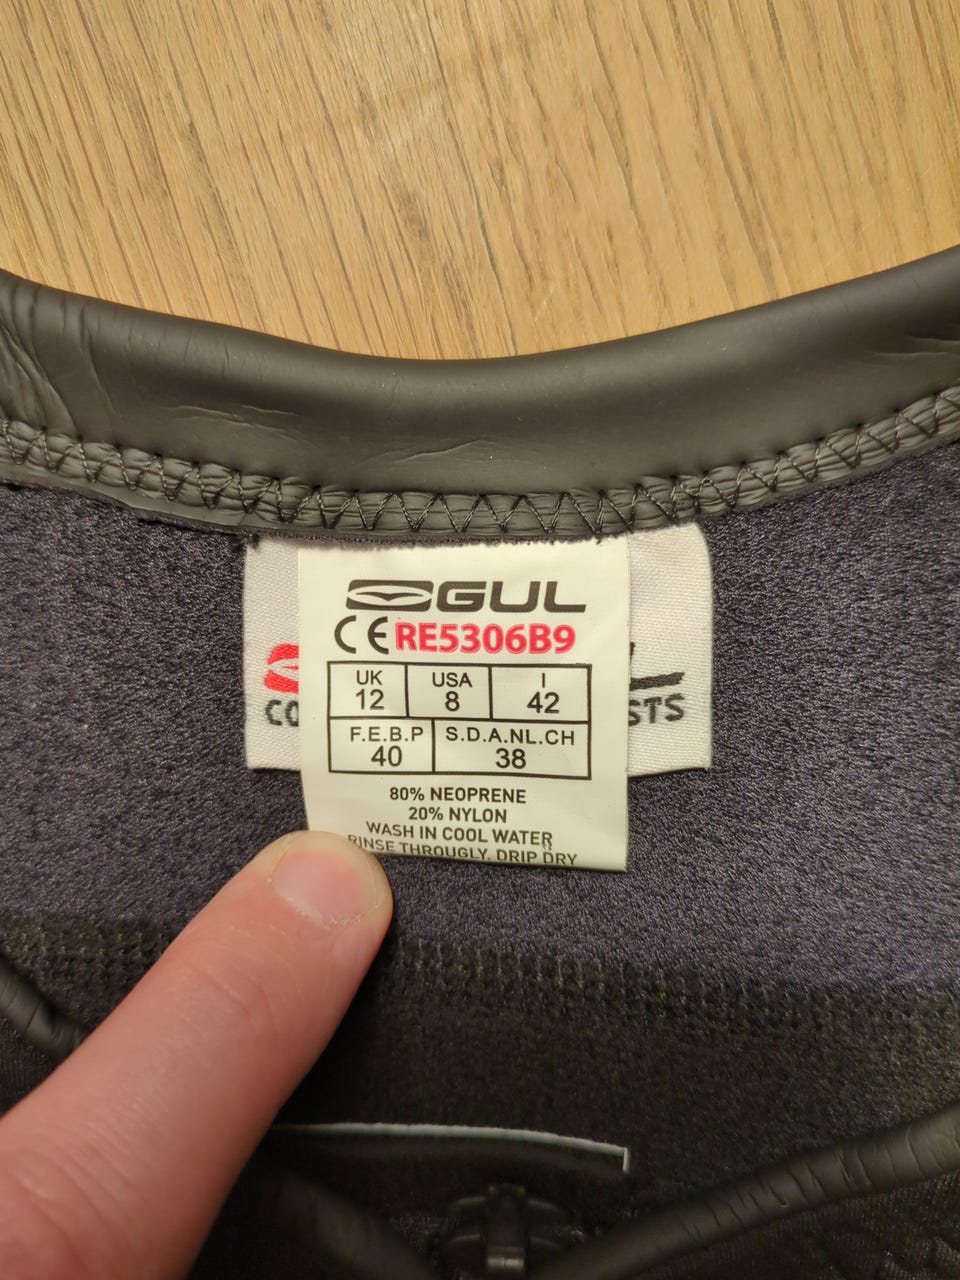 GUL
CE RE5306B9
UK USA I
12 8 42
F.E.B.P S.D.A.NL.CH
40 38
80% NEOPRENE
20% NYLON
WASH IN COOL WATER
RINSE THROUGLY. DRIP DRY